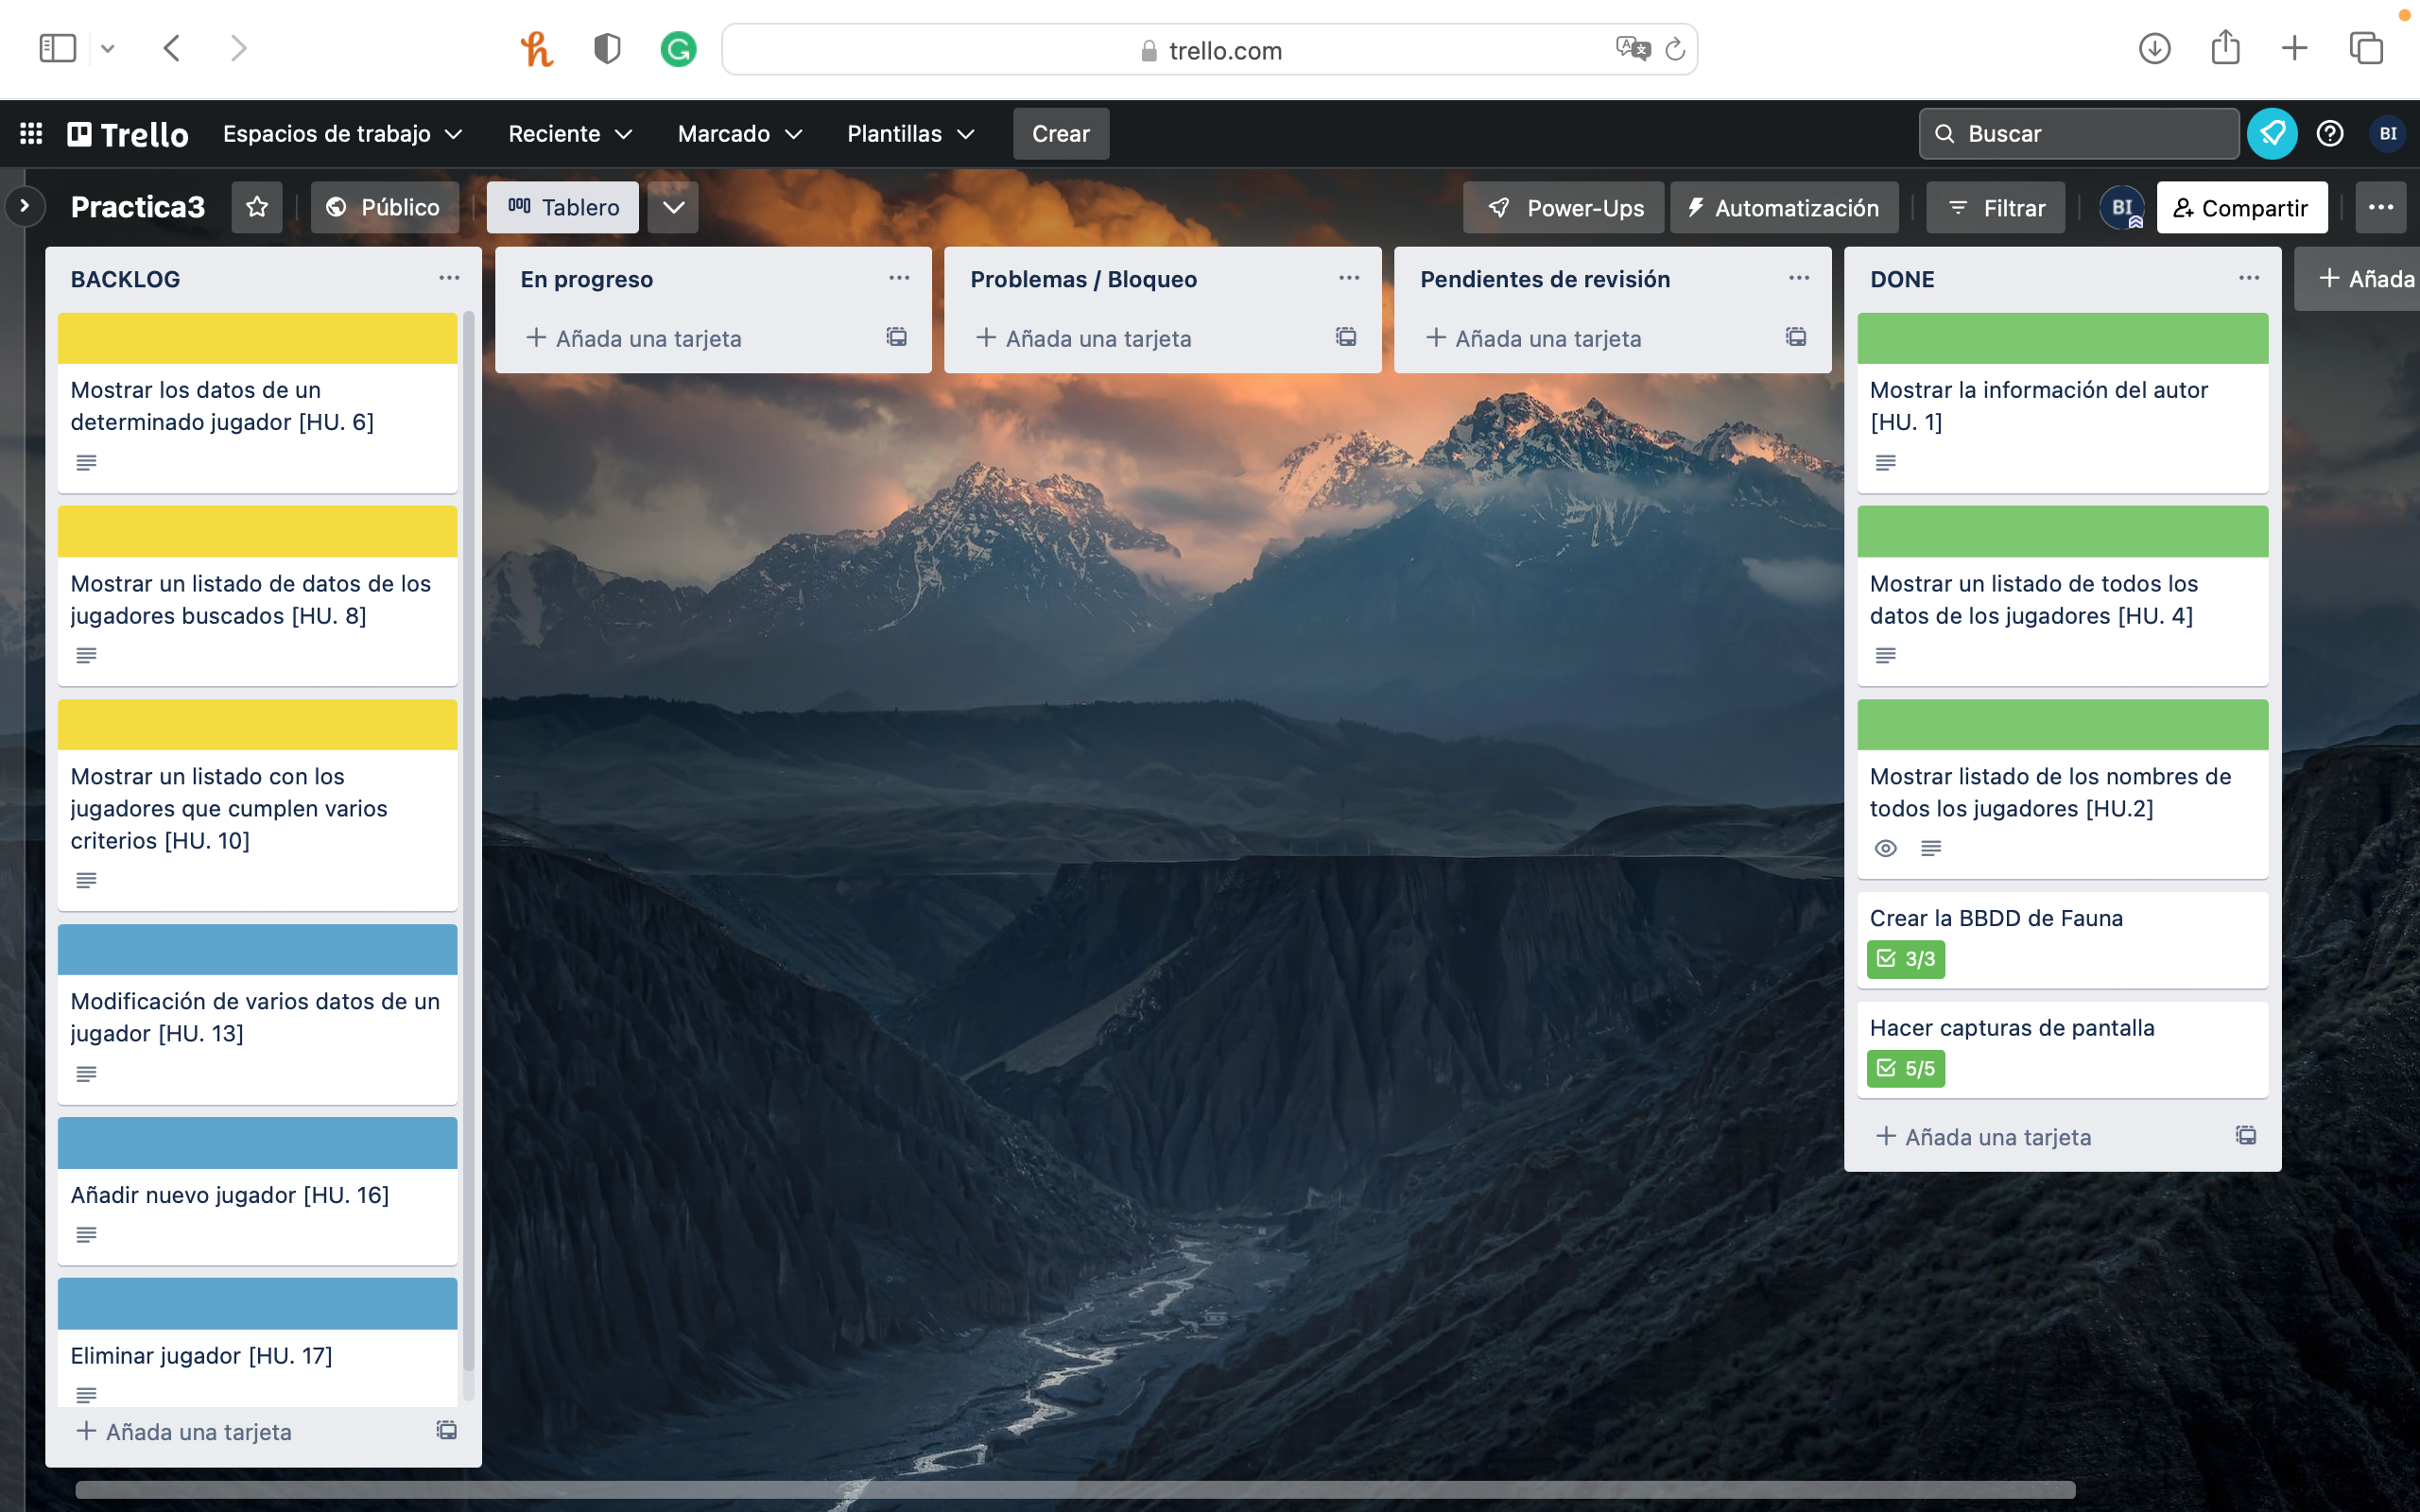 trello.com
Trello Espacios de trabajo Reciente Marcado Plantillas Crear Buscar BI
Practica3 Público Tablero Power-Ups Automatización Filtrar BI Compartir
BACKLOG
Mostrar los datos de un
determinado jugador [HU. 6]
Mostrar un listado de datos de los
jugadores buscados [HU. 8]
Mostrar un listado con los
jugadores que cumplen varios
criterios [HU. 10]
Modificación de varios datos de un
jugador [HU. 13]
Añadir nuevo jugador [HU. 16]
Eliminar jugador [HU. 17]
+ Añada una tarjeta
En progreso
+ Añada una tarjeta
Problemas / Bloqueo
+ Añada una tarjeta
Pendientes de revisión
+ Añada una tarjeta
DONE
Mostrar la información del autor
[HU. 1]
Mostrar un listado de todos los
datos de los jugadores [HU. 4]
Mostrar listado de los nombres de
todos los jugadores [HU.2]
Crear la BBDD de Fauna
3/3
Hacer capturas de pantalla
5/5
+ Añada una tarjeta
+ Añada